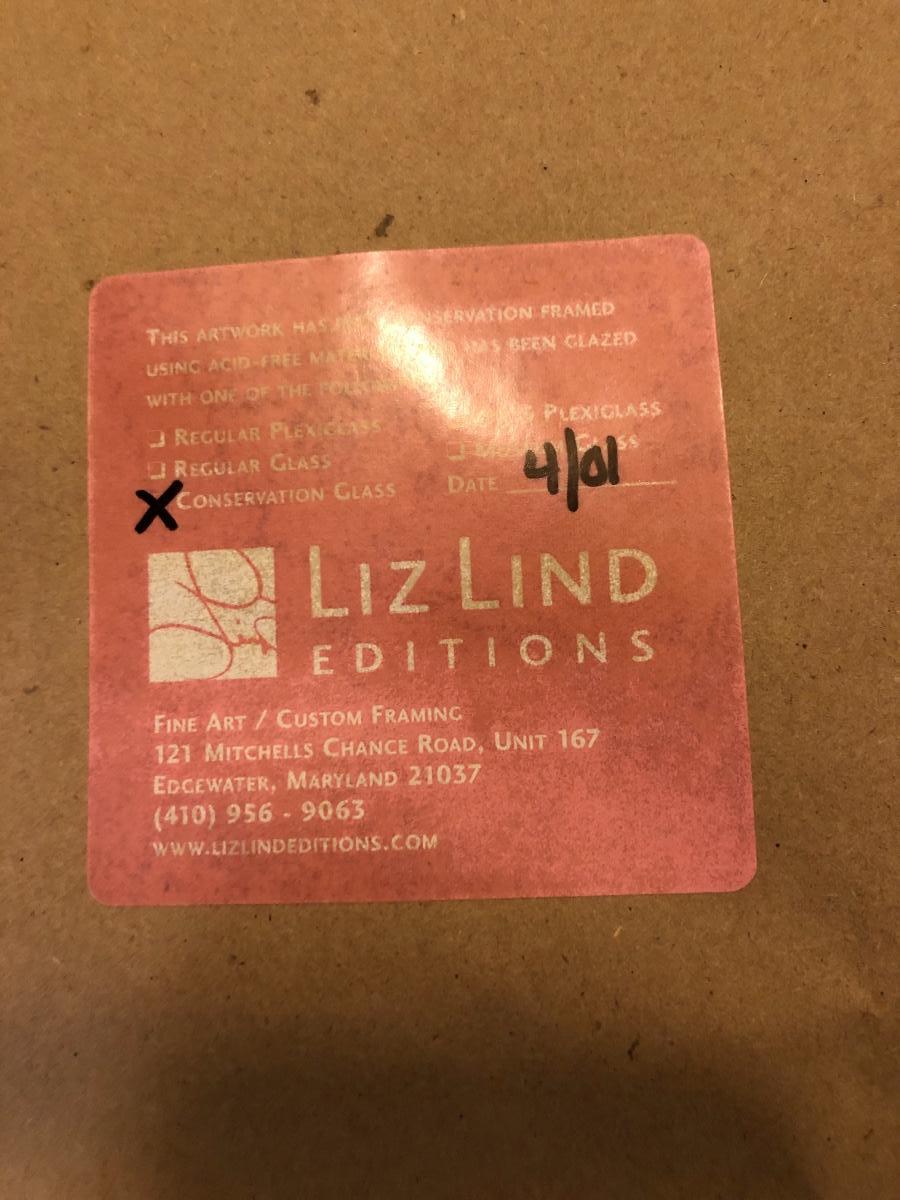 THIS ARTWORK HAS CONSERVATION FRAMED
USING ACID-FREE HAS BEEN GLAZED
WITH ONE OF THE FOLLOWING
❏ REGULAR PLEXIGLASS PLEXIGLASS
❏ REGULAR GLASS ❏ GLASS
X CONSERVATION GLASS DATE 4/01
LIZ LIND
EDITIONS
FINE ART / CUSTOM FRAMING
121 MITCHELLS CHANCE ROAD, UNIT 167
EDGEWATER, MARYLAND 21037
(410) 956 - 9063
WWW.LIZLINDEDITIONS.COM